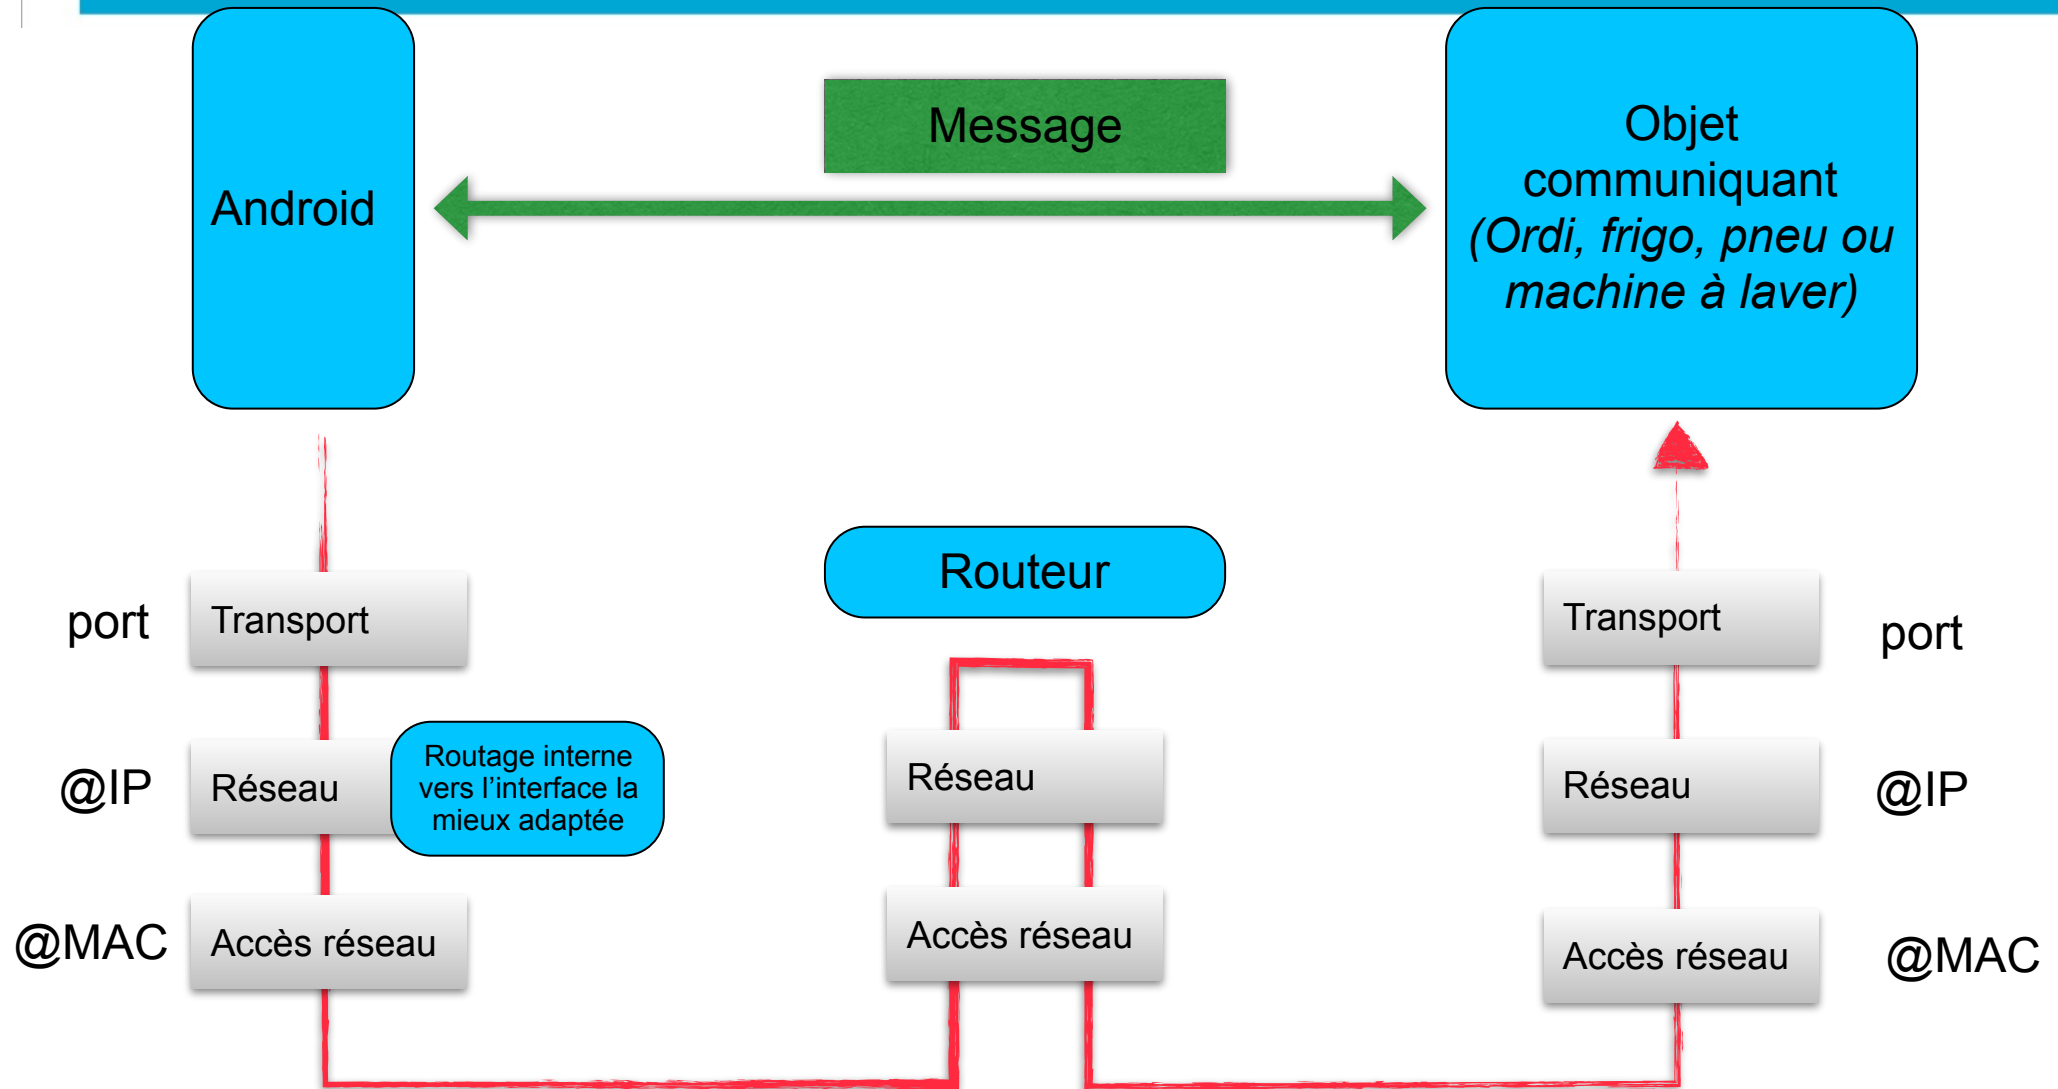 Android
Message
Objet
communiquant
(Ordi, frigo, pneu ou
machine à laver)
Routeur
port
Transport
@IP
Réseau
Routage interne
vers l’interface la
mieux adaptée
@MAC
Accès réseau
Réseau
Accès réseau
Transport
port
Réseau
@IP
Accès réseau
@MAC